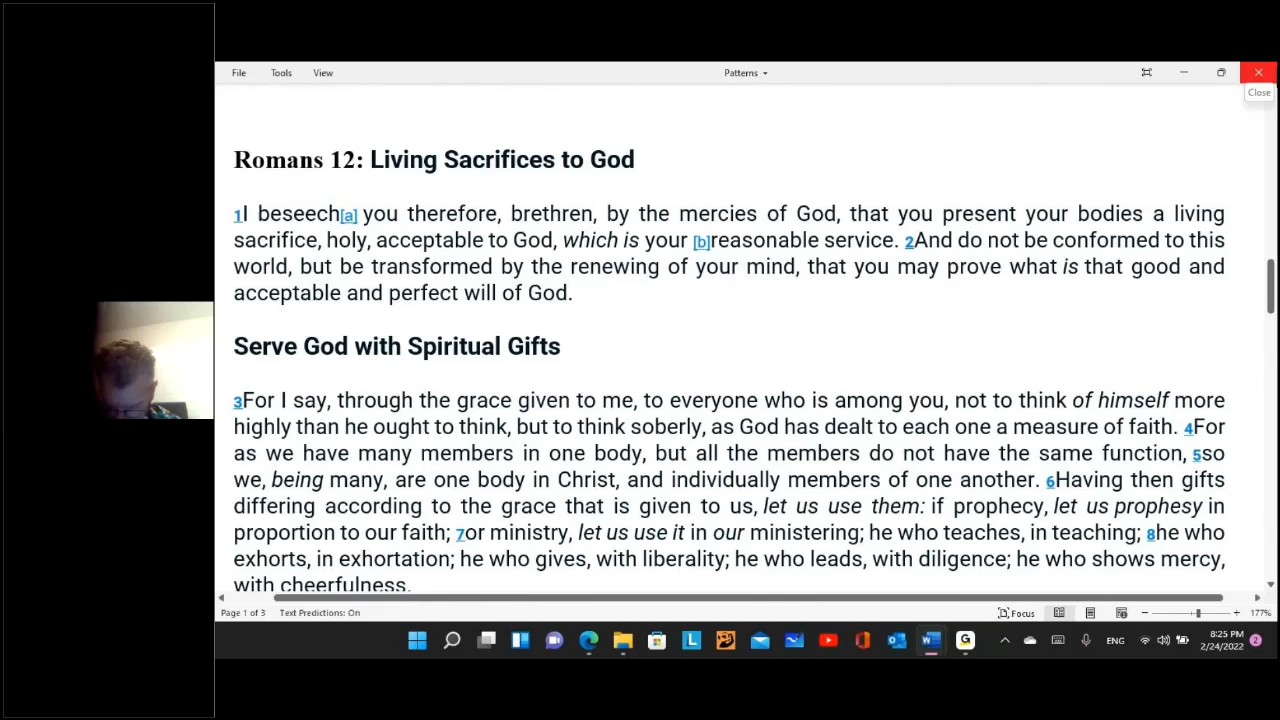 File Tools View Patterns
Close
Romans 12: Living Sacrifices to God
1I beseech[a] you therefore, brethren, by the mercies of God, that you present your bodies a living
sacrifice, holy, acceptable to God, which is your [b]reasonable service. 2And do not be conformed to this
world, but be transformed by the renewing of your mind, that you may prove what is that good and
acceptable and perfect will of God.
Serve God with Spiritual Gifts
3For I say, through the grace given to me, to everyone who is among you, not to think of himself more
highly than he ought to think, but to think soberly, as God has dealt to each one a measure of faith. 4For
as we have many members in one body, but all the members do not have the same function, 5so
we, being many, are one body in Christ, and individually members of one another. 6Having then gifts
differing according to the grace that is given to us, let us use them: if prophecy, let us prophesy in
proportion to our faith; 7or ministry, let us use it in our ministering; he who teaches, in teaching; 8he who
exhorts, in exhortation; he who gives, with liberality; he who leads, with diligence; he who shows mercy,
with cheerfulness.
Page 1 of 3 Text Predictions: On Focus 177%
L W G ENG 8:25 PM
2/24/2022 2